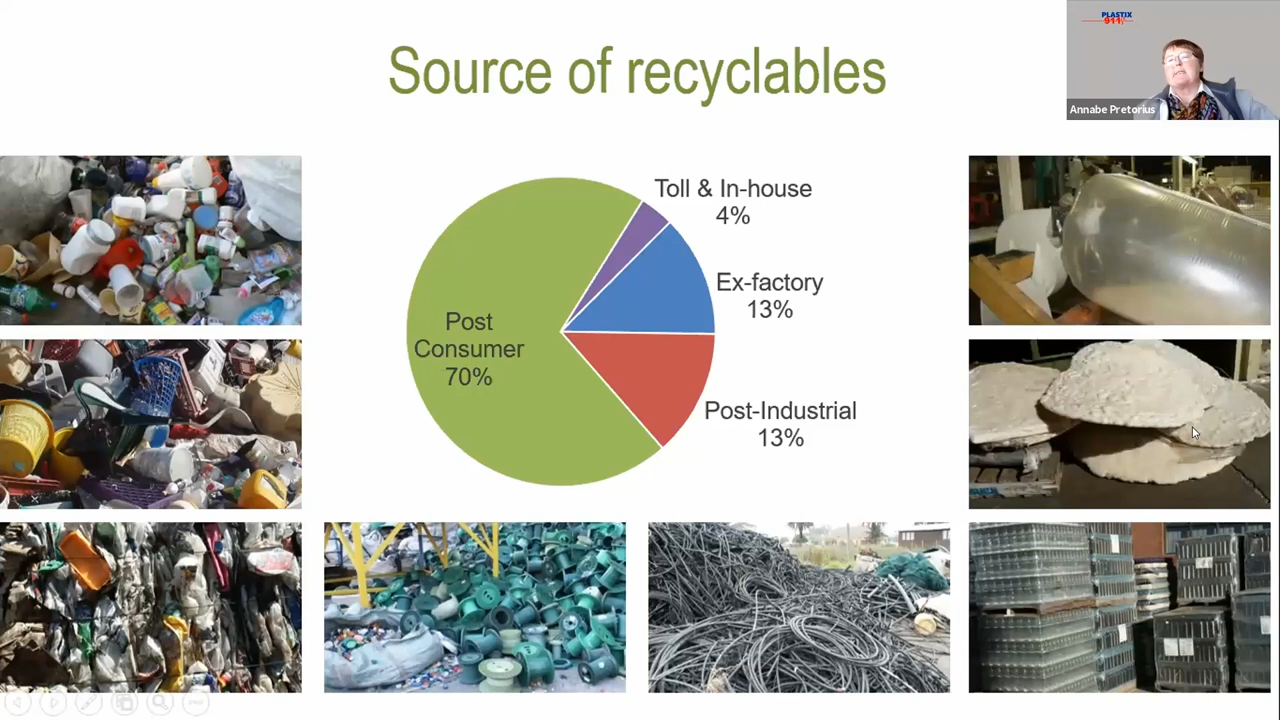 PLASTIX
911
Annabe Pretorius
Source of recyclables
Toll & In-house
4%
Ex-factory
13%
Post
Consumer
70%
Post-Industrial
13%